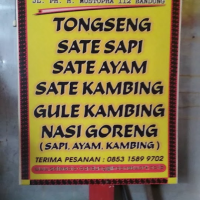 JL. PH. H. MUSTOPHA 112 BANDUNG
TONGSENG
SATE SAPI
SATE AYAM
SATE KAMBING
GULE KAMBING
NASI GORENG
( SAPI, AYAM, KAMBING )
TERIMA PESANAN : 0853 1589 9702